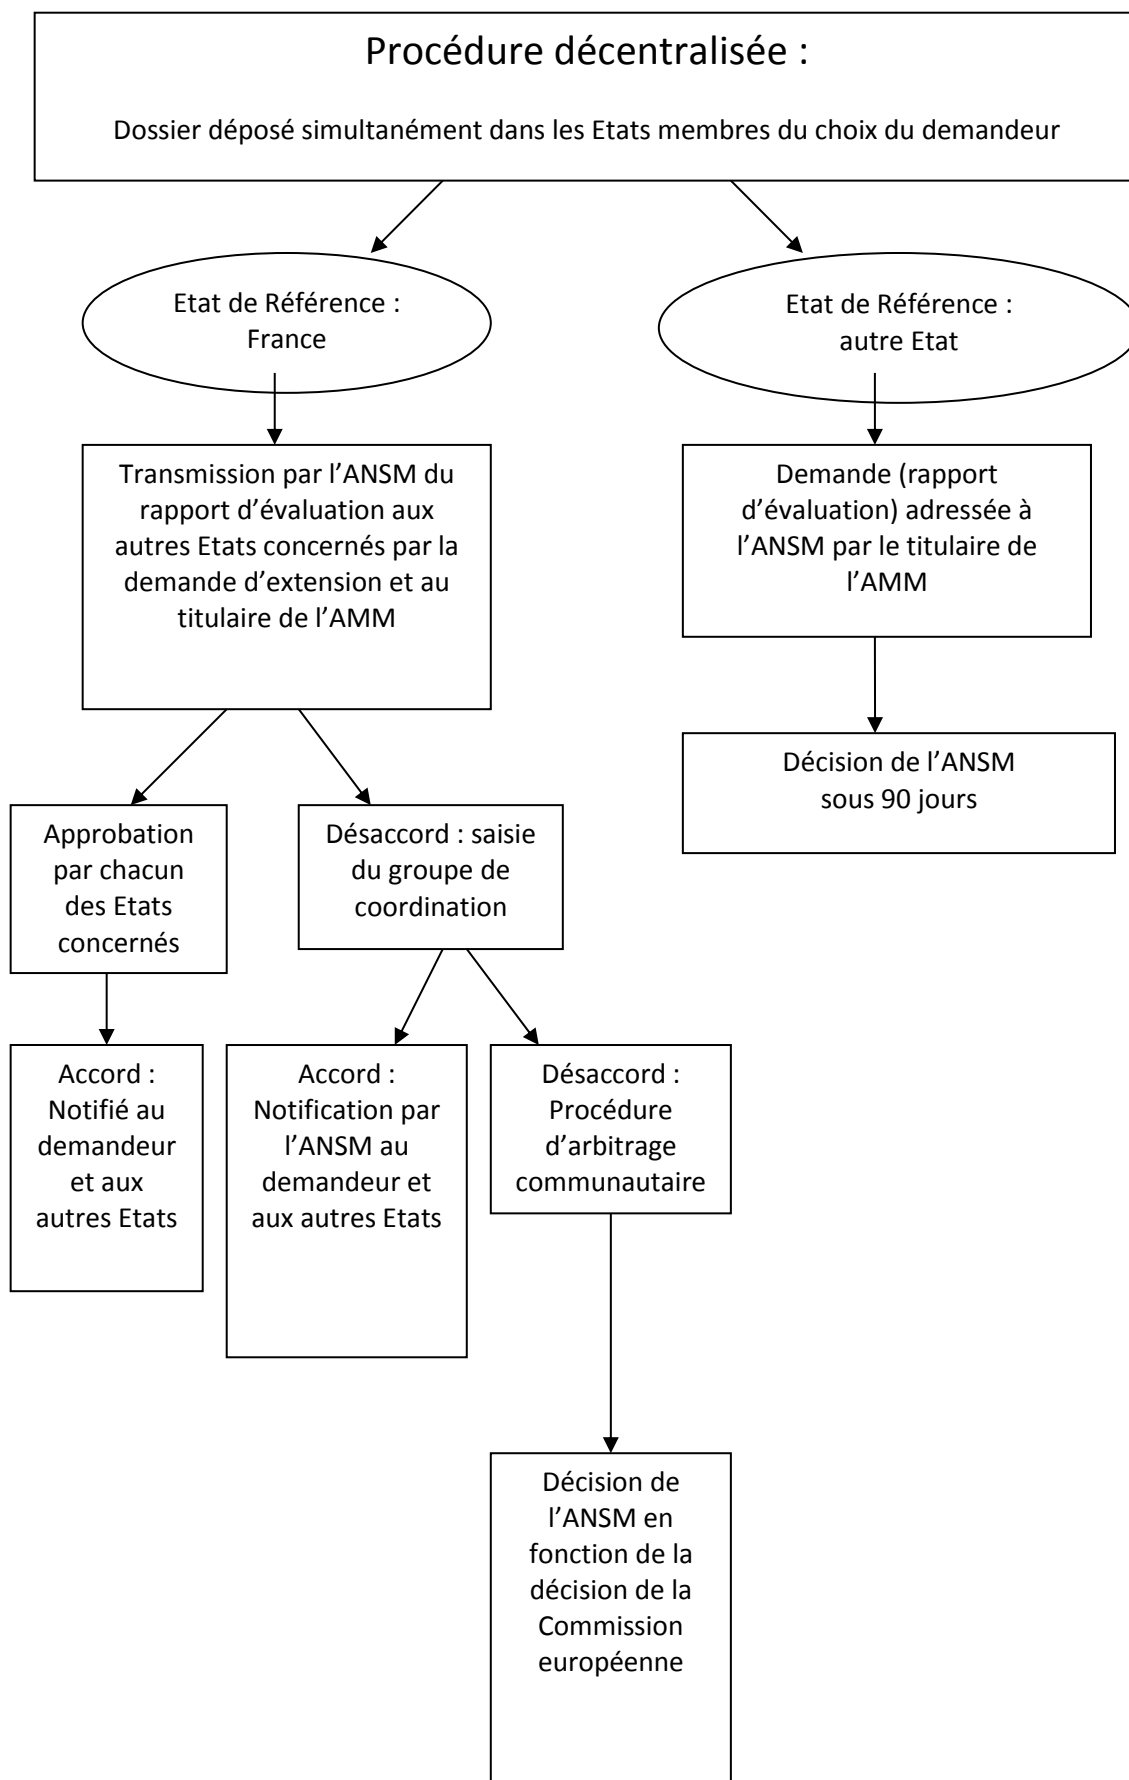 Procédure décentralisée :
Dossier déposé simultanément dans les Etats membres du choix du demandeur
Etat de Référence :
France
Etat de Référence :
autre Etat
Transmission par l’ANSM du
rapport d’évaluation aux
autres Etats concernés par la
demande d’extension et au
titulaire de l’AMM
Demande (rapport
d’évaluation) adressée à
l’ANSM par le titulaire de
l’AMM
Décision de l’ANSM
sous 90 jours
Approbation
par chacun
des Etats
concernés
Désaccord : saisie
du groupe de
coordination
Accord :
Notifié au
demandeur
et aux
autres Etats
Accord :
Notification par
l’ANSM au
demandeur et
aux autres Etats
Désaccord :
Procédure
d’arbitrage
communautaire
Décision de
l’ANSM en
fonction de la
décision de la
Commission
européenne